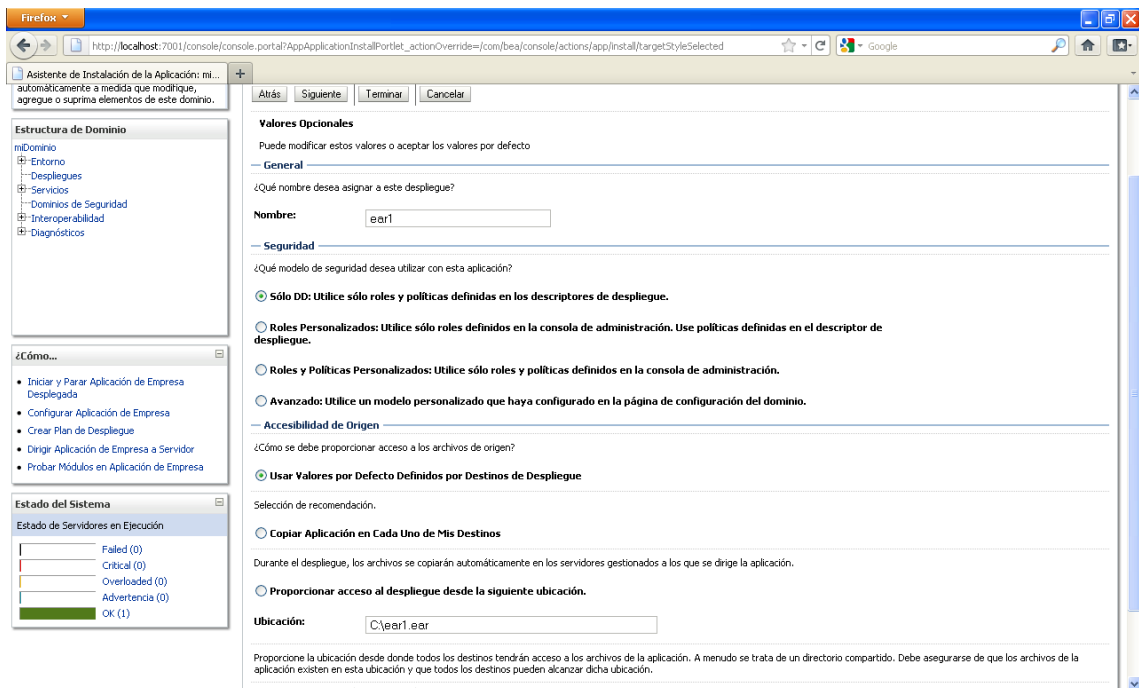 Firefox
http://localhost:7001/console/console.portal?AppApplicationInstallPortlet_actionOverride=/com/bea/console/actions/app/install/targetStyleSelected
Google
Asistente de Instalación de la Aplicación: mi...
+
automáticamente a medida que modifique,
agregue o suprima elementos de este dominio.
Estructura de Dominio
miDominio
Entorno
Despliegues
Servicios
Dominios de Seguridad
Interoperabilidad
Diagnósticos
¿Cómo...
Iniciar y Parar Aplicación de Empresa
Desplegada
Configurar Aplicación de Empresa
Crear Plan de Despliegue
Dirigir Aplicación de Empresa a Servidor
Probar Módulos en Aplicación de Empresa
Estado del Sistema
Estado de Servidores en Ejecución
Failed (0)
Critical (0)
Overloaded (0)
Advertencia (0)
OK (1)
Atrás Siguiente Terminar Cancelar
Valores Opcionales
Puede modificar estos valores o aceptar los valores por defecto
General
¿Qué nombre desea asignar a este despliegue?
Nombre: ear1
Seguridad
¿Qué modelo de seguridad desea utilizar con esta aplicación?
Sólo DD: Utilice sólo roles y políticas definidas en los descriptores de despliegue.
Roles Personalizados: Utilice sólo roles definidos en la consola de administración. Use políticas definidas en el descriptor de
despliegue.
Roles y Políticas Personalizados: Utilice sólo roles y políticas definidos en la consola de administración.
Avanzado: Utilice un modelo personalizado que haya configurado en la página de configuración del dominio.
Accesibilidad de Origen
¿Cómo se debe proporcionar acceso a los archivos de origen?
Usar Valores por Defecto Definidos por Destinos de Despliegue
Selección de recomendación.
Copiar Aplicación en Cada Uno de Mis Destinos
Durante el despliegue, los archivos se copiarán automáticamente en los servidores gestionados a los que se dirige la aplicación.
Proporcionar acceso al despliegue desde la siguiente ubicación.
Ubicación: C:\ear1.ear
Proporcione la ubicación desde donde todos los destinos tendrán acceso a los archivos de la aplicación. A menudo se trata de un directorio compartido. Debe asegurarse de que los archivos de la
aplicación existen en esta ubicación y que todos los destinos pueden alcanzar dicha ubicación.